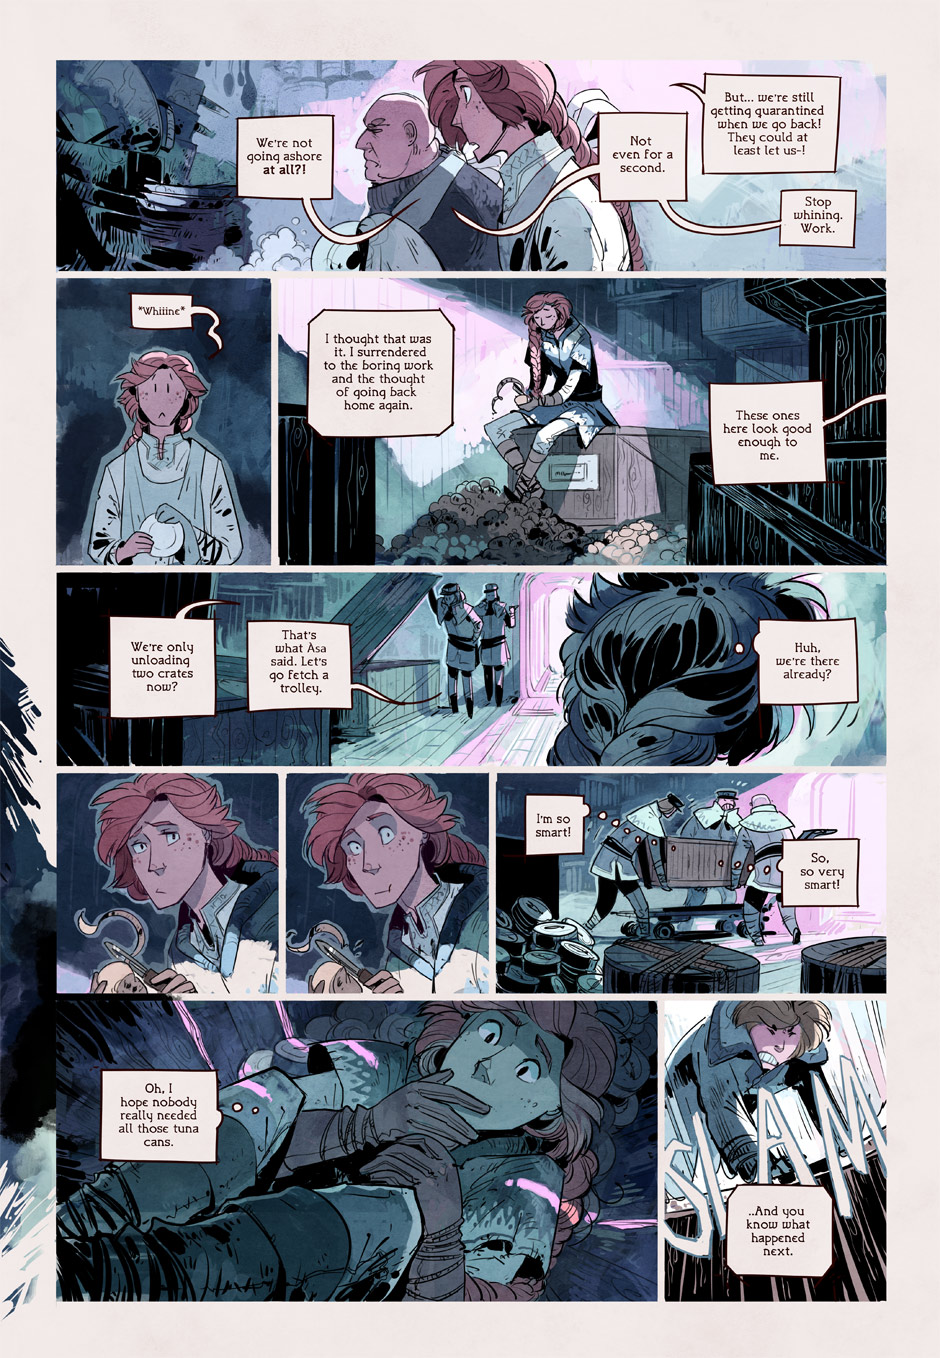 We're not
going ashore
at all?!
Not
even for a
second.
But... we're still
getting quarantined
when we go back!
They could at
least let us-!
Stop
whining.
Work.
*Whiiine*
I thought that was
it. I surrendered
to the boring work
and the thought
of going back
home again.
These ones
here look good
enough to
me.
We're only
unloading
two crates
now?
That's
what Asa
said. Let's
go fetch a
trolley.
Huh,
we're there
already?
I'm so
smart!
So,
so very
smart!
Oh, I
hope nobody
really needed
all those tuna
cans.
SLAM
..And you
know what
happened
next.